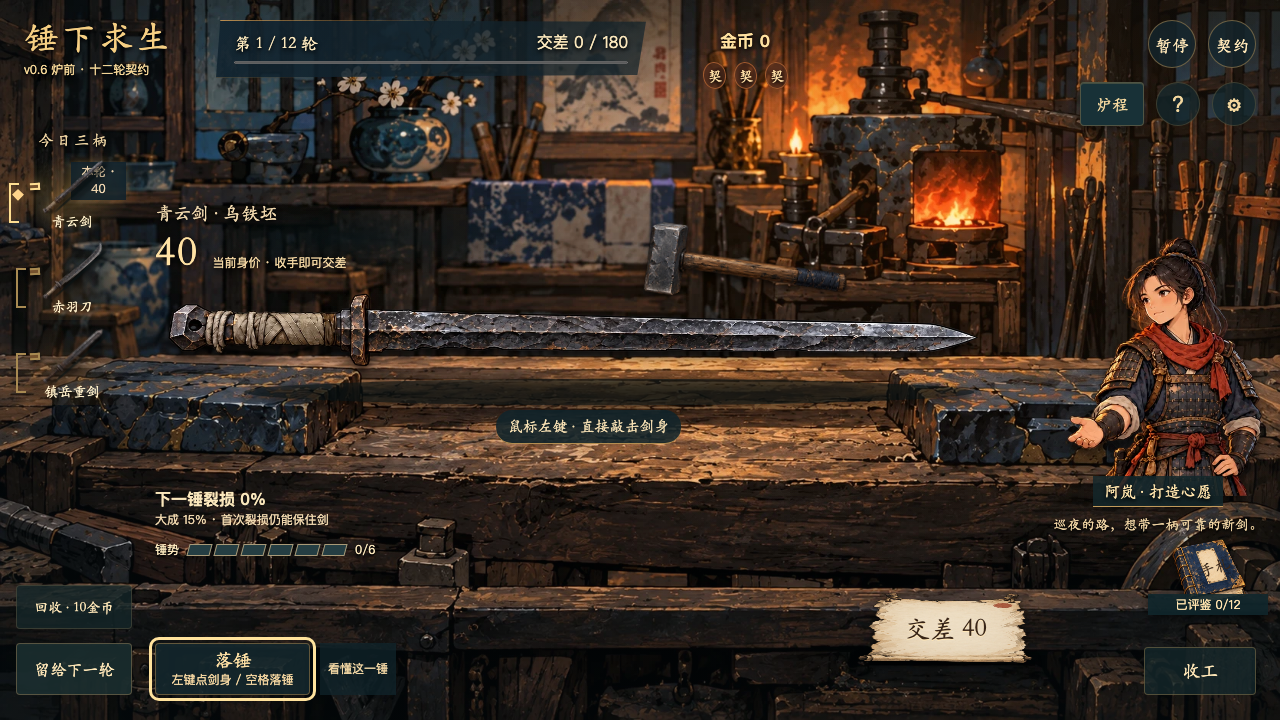 锤下求生
v0.6 炉前 · 十二轮契约
第 1 / 12 轮
交差 0 / 180
金币 0
契 契 契
暂停
契约
炉程
?
今日三柄
本轮 ·
40
青云剑
赤羽刀
镇岳重剑
青云剑 · 乌铁坯
40
当前身价 · 收手即可交差
鼠标左键 · 直接敲击剑身
阿岚 · 打造心愿
巡夜的路，想带一柄可靠的新剑。
下一锤裂损 0%
大成 15% · 首次裂损仍能保住剑
锤势
0/6
已评鉴 0/12
回收 · 10金币
留给下一轮
落锤
左键点剑身 / 空格落锤
看懂这一锤
交差 40
收工